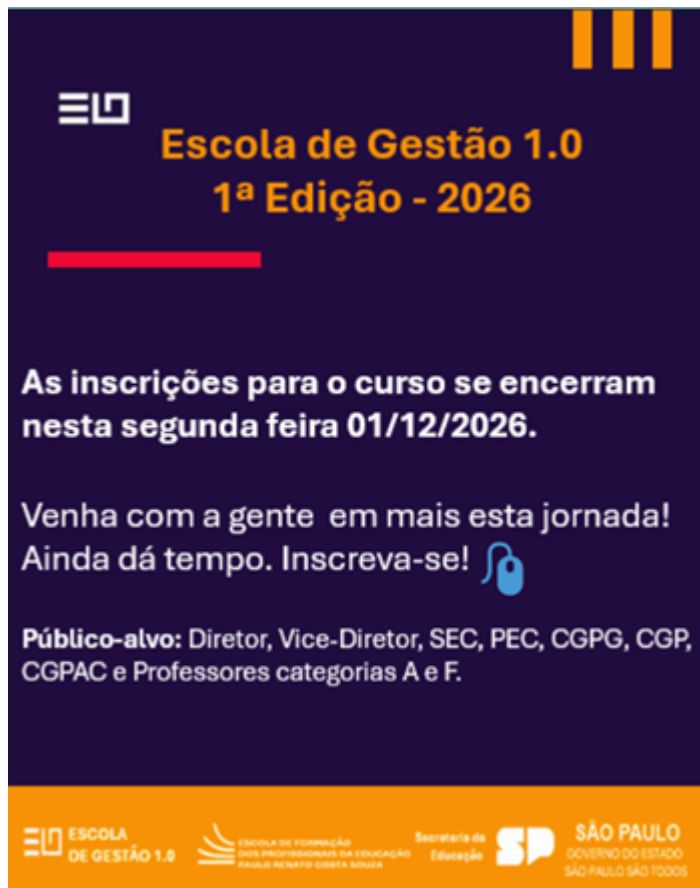 Escola de Gestão 1.0
1ª Edição - 2026
As inscrições para o curso se encerram
nesta segunda feira 01/12/2026.
Venha com a gente em mais esta jornada!
Ainda dá tempo. Inscreva-se!
Público-alvo: Diretor, Vice-Diretor, SEC, PEC, CGPG, CGP,
CGPAC e Professores categorias A e F.
ESCOLA
DE GESTÃO 1.0
ESCOLA DE FORMAÇÃO
DOS PROFISSIONAIS DA EDUCAÇÃO
PAULO RENATO COSTA SOUZA
Secretaria da
Educação
SP
SÃO PAULO
GOVERNO DO ESTADO
SÃO PAULO SÃO TODOS